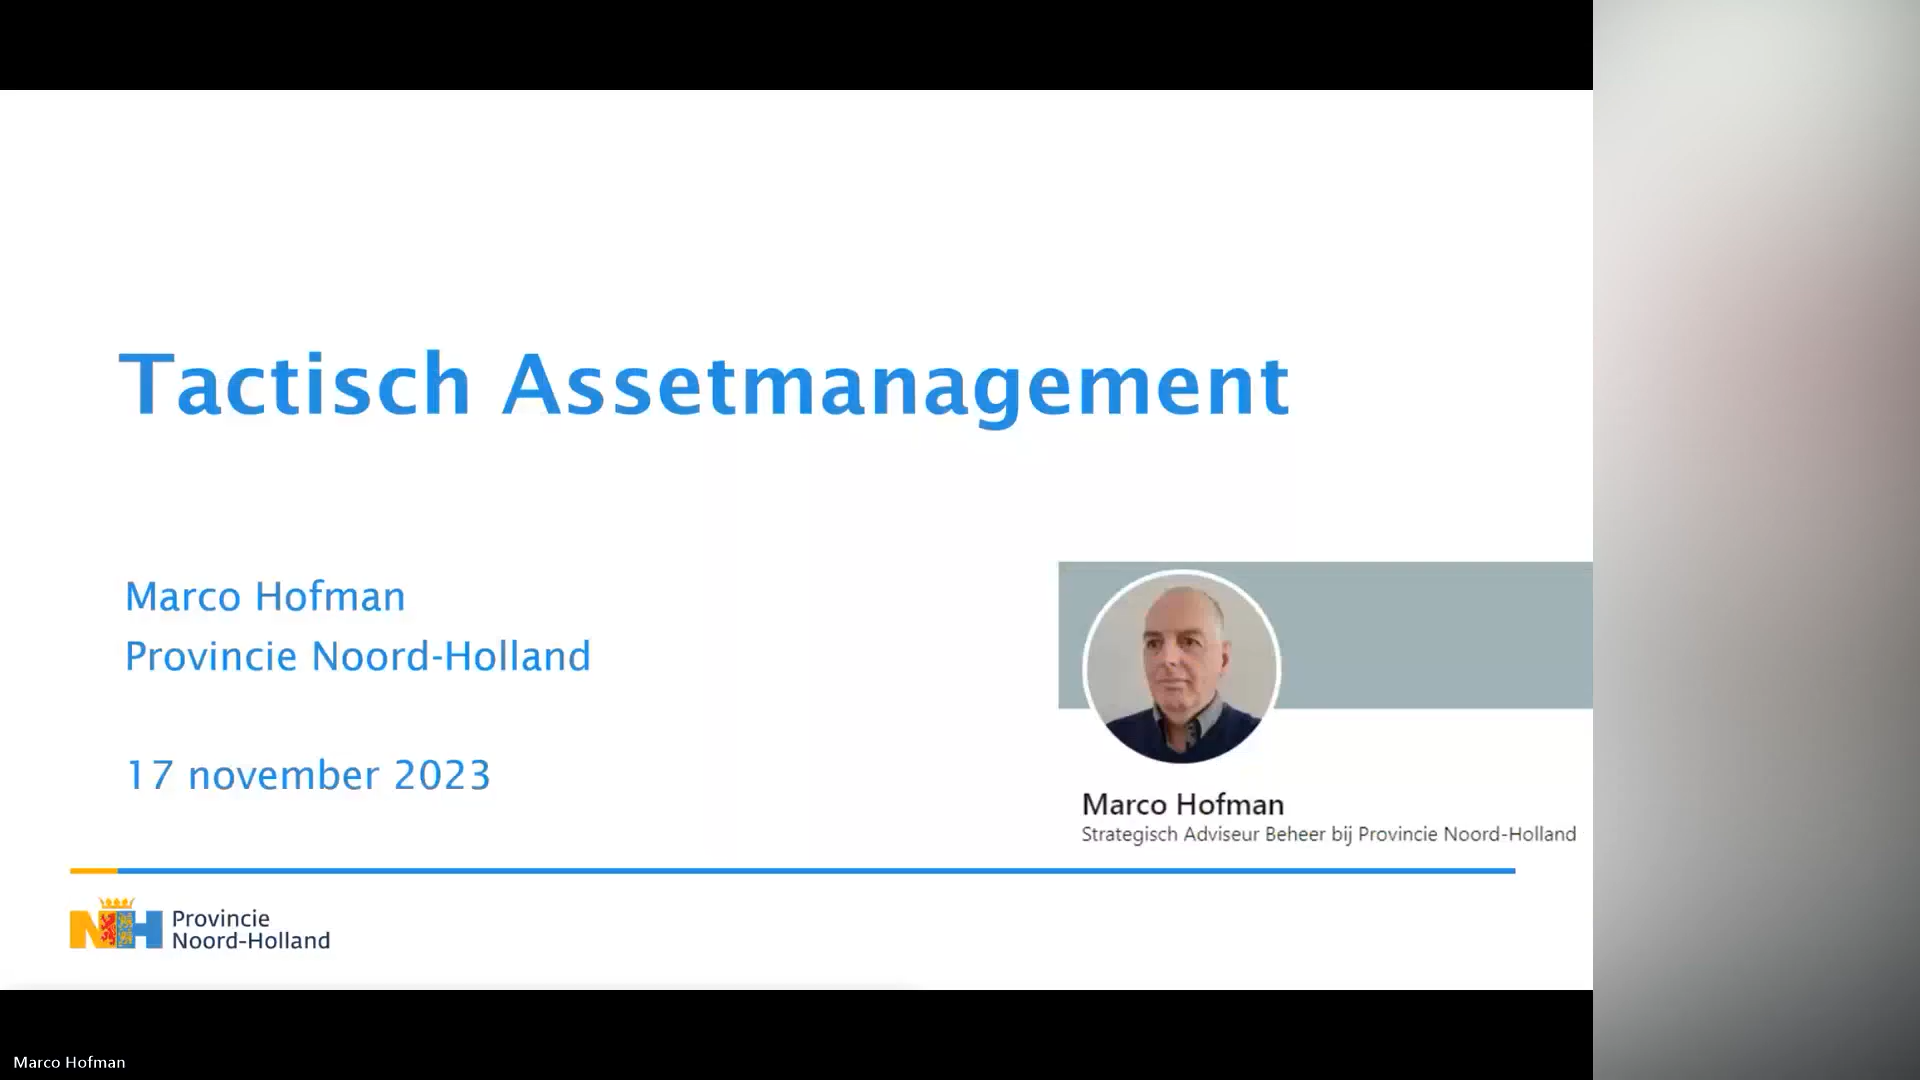 Tactisch Assetmanagement
Marco Hofman
Provincie Noord-Holland
17 november 2023
Marco Hofman
Strategisch Adviseur Beheer bij Provincie Noord-Holland
NH
Provincie
Noord-Holland
Marco Hofman